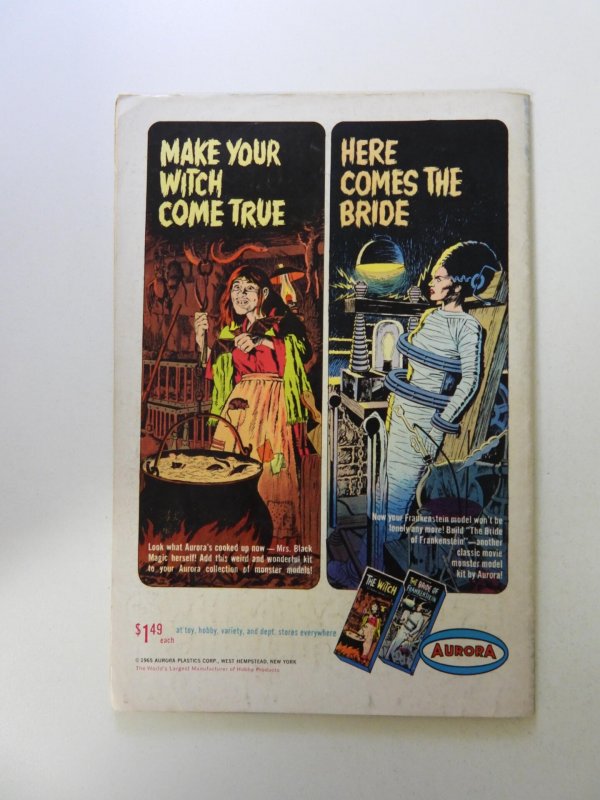 MAKE YOUR
WITCH
COME TRUE
Look what Aurora's cooked up now — Mrs. Black
Magic herself! Add this weird and wonderful kit
to your Aurora collection of monster models!
HERE
COMES THE
BRIDE
Now your Frankenstein model won't be
lonely any more! Build "The Bride
of Frankenstein"—another
classic movie
monster model
kit by Aurora!
$1.49 each
at toy, hobby, variety, and dept. stores everywhere
THE WITCH
THE BRIDE OF
FRANKENSTEIN
AURORA
© 1965 AURORA PLASTICS CORP., WEST HEMPSTEAD, NEW YORK
The World's Largest Manufacturer of Hobby Products